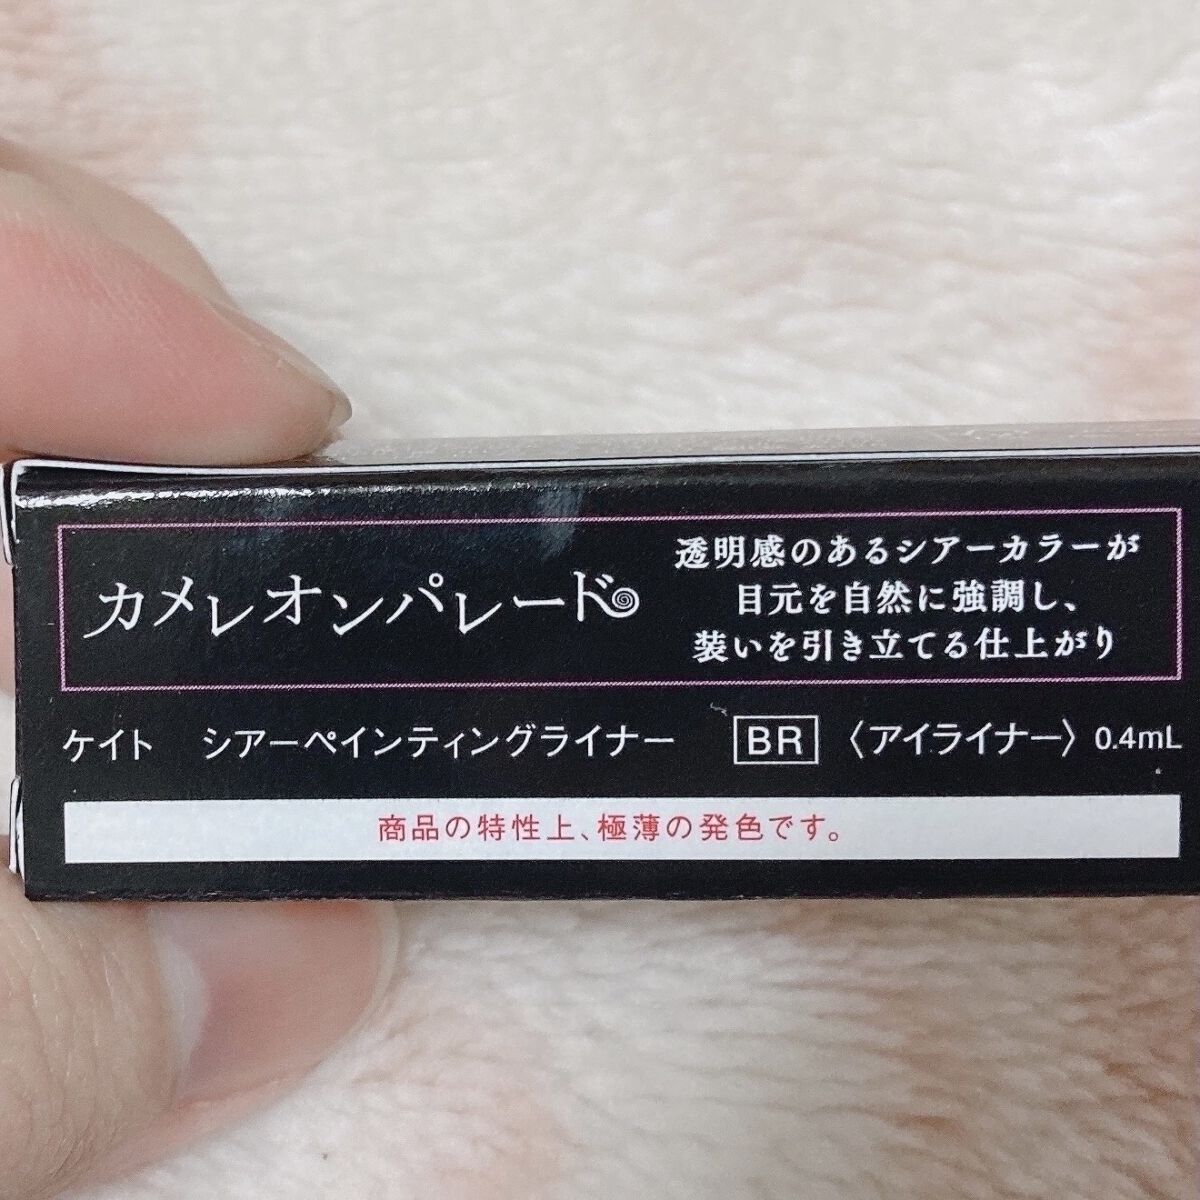 カメレオンパレード
透明感のあるシアーカラーが
目元を自然に強調し、
装いを引き立てる仕上がり
ケイト シアーペインティングライナー BR 〈アイライナー〉 0.4mL
商品の特性上、極薄の発色です。